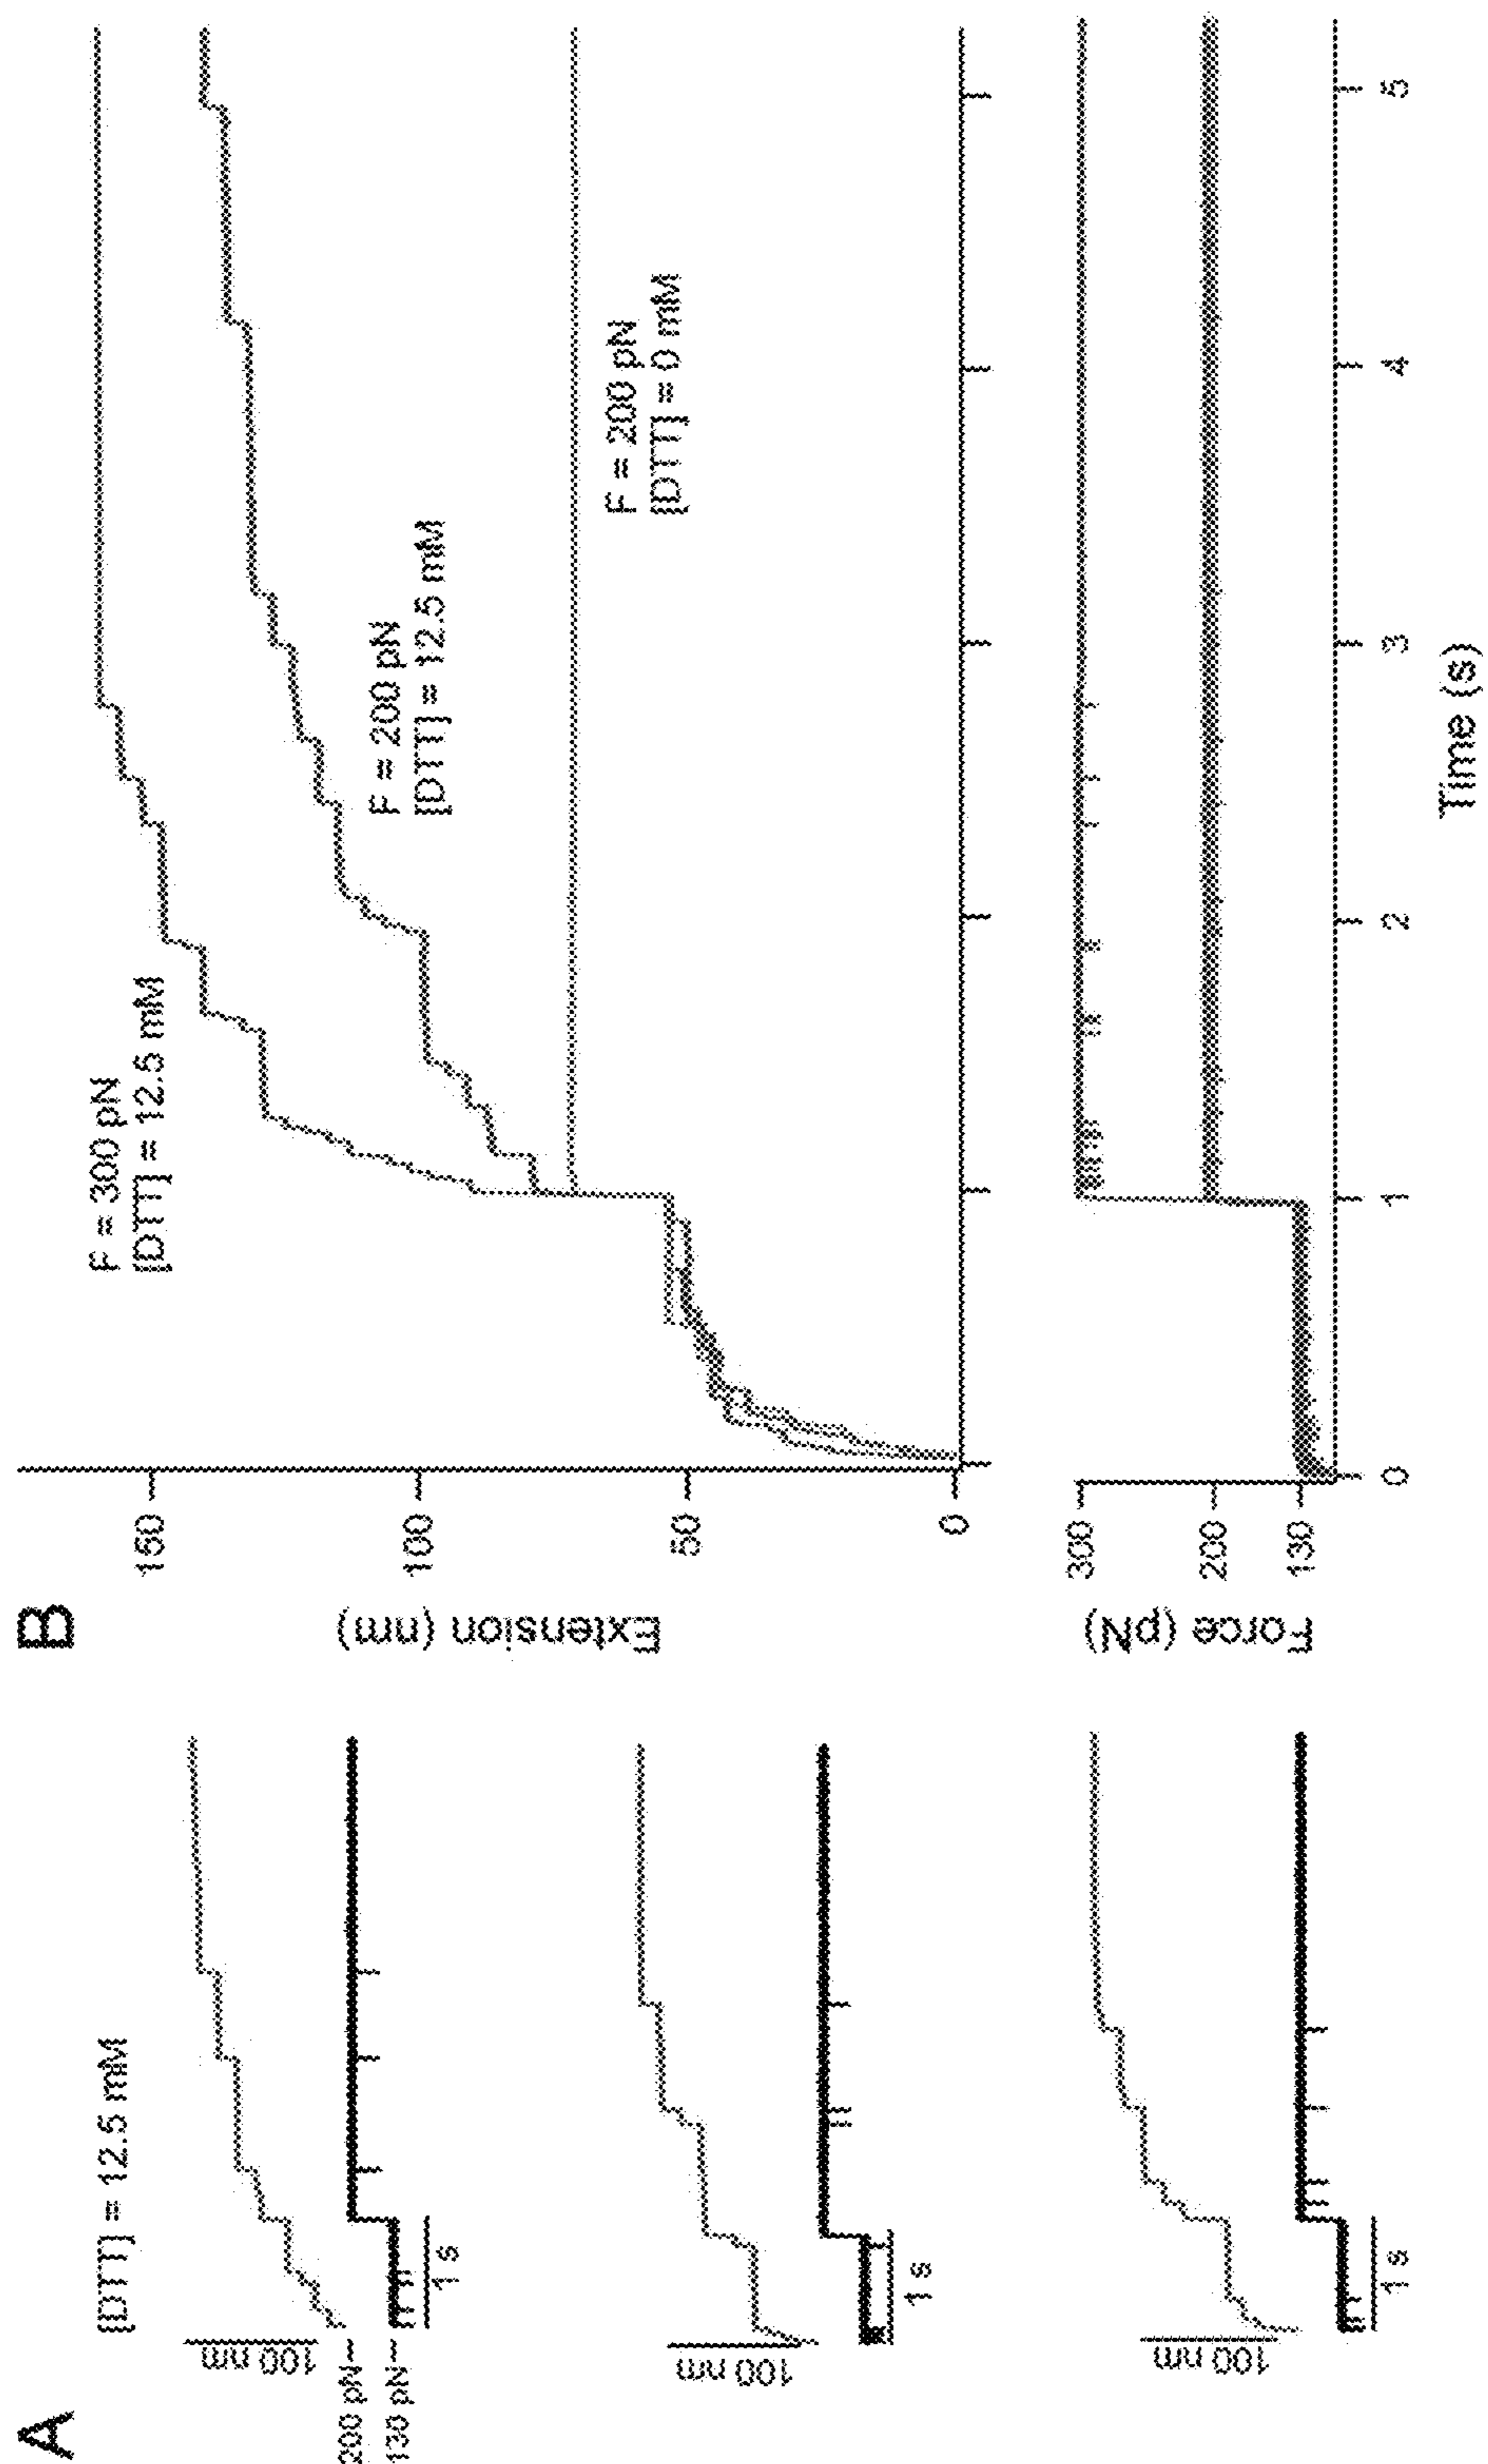 A
[DTT] = 12.5 mM
100 nm
200 pN
130 pN
1 s
100 nm
1 s
100 nm
1 s
B
Extension (nm)
150
100
50
0
F = 300 pN
[DTT] = 12.5 mM
F = 200 pN
[DTT] = 12.5 mM
F = 200 pN
[DTT] = 0 mM
Force (pN)
300
200
130
0
1
2
3
4
5
Time (s)